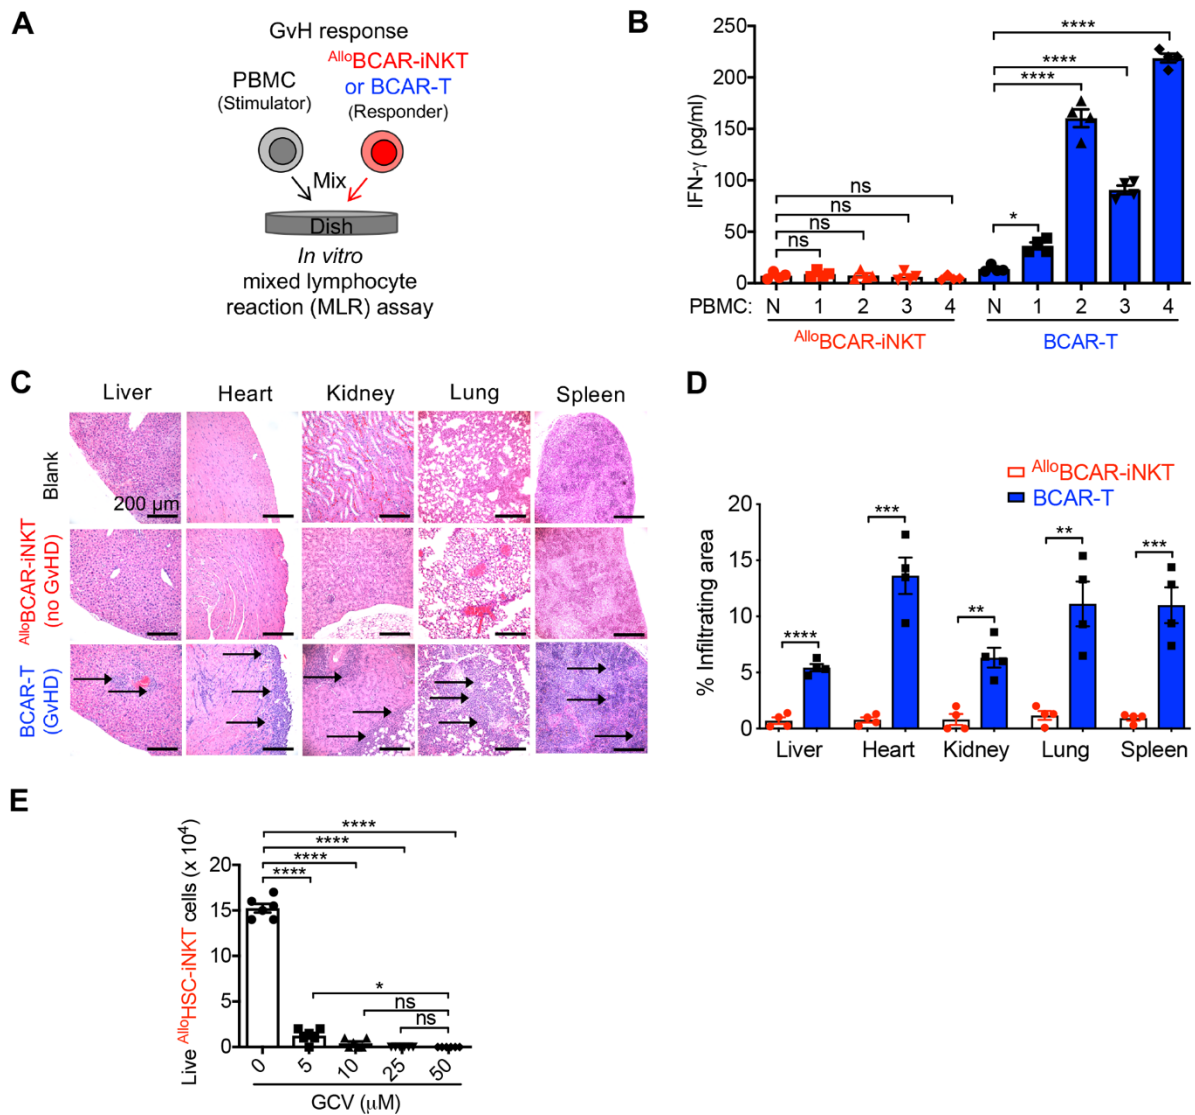 A
GvH response
PBMC
(Stimulator)
AlloBCAR-iNKT
or BCAR-T
(Responder)
Mix
Dish
In vitro
mixed lymphocyte
reaction (MLR) assay
B
IFN-γ (pg/ml)
250
200
150
100
50
0
ns
ns
ns
ns
*
****
****
****
PBMC: N 1 2 3 4 N 1 2 3 4
AlloBCAR-iNKT BCAR-T
C
Liver Heart Kidney Lung Spleen
Blank
200 µm
AlloBCAR-iNKT
(no GvHD)
BCAR-T
(GvHD)
D
AlloBCAR-iNKT
BCAR-T
% Infiltrating area
20
15
10
5
0
**** *** ** ** ***
Liver Heart Kidney Lung Spleen
E
Live AlloHSC-iNKT cells (x 10⁴)
20
15
10
5
0
****
****
****
****
*
ns
ns
0 5 10 25 50
GCV (µM)